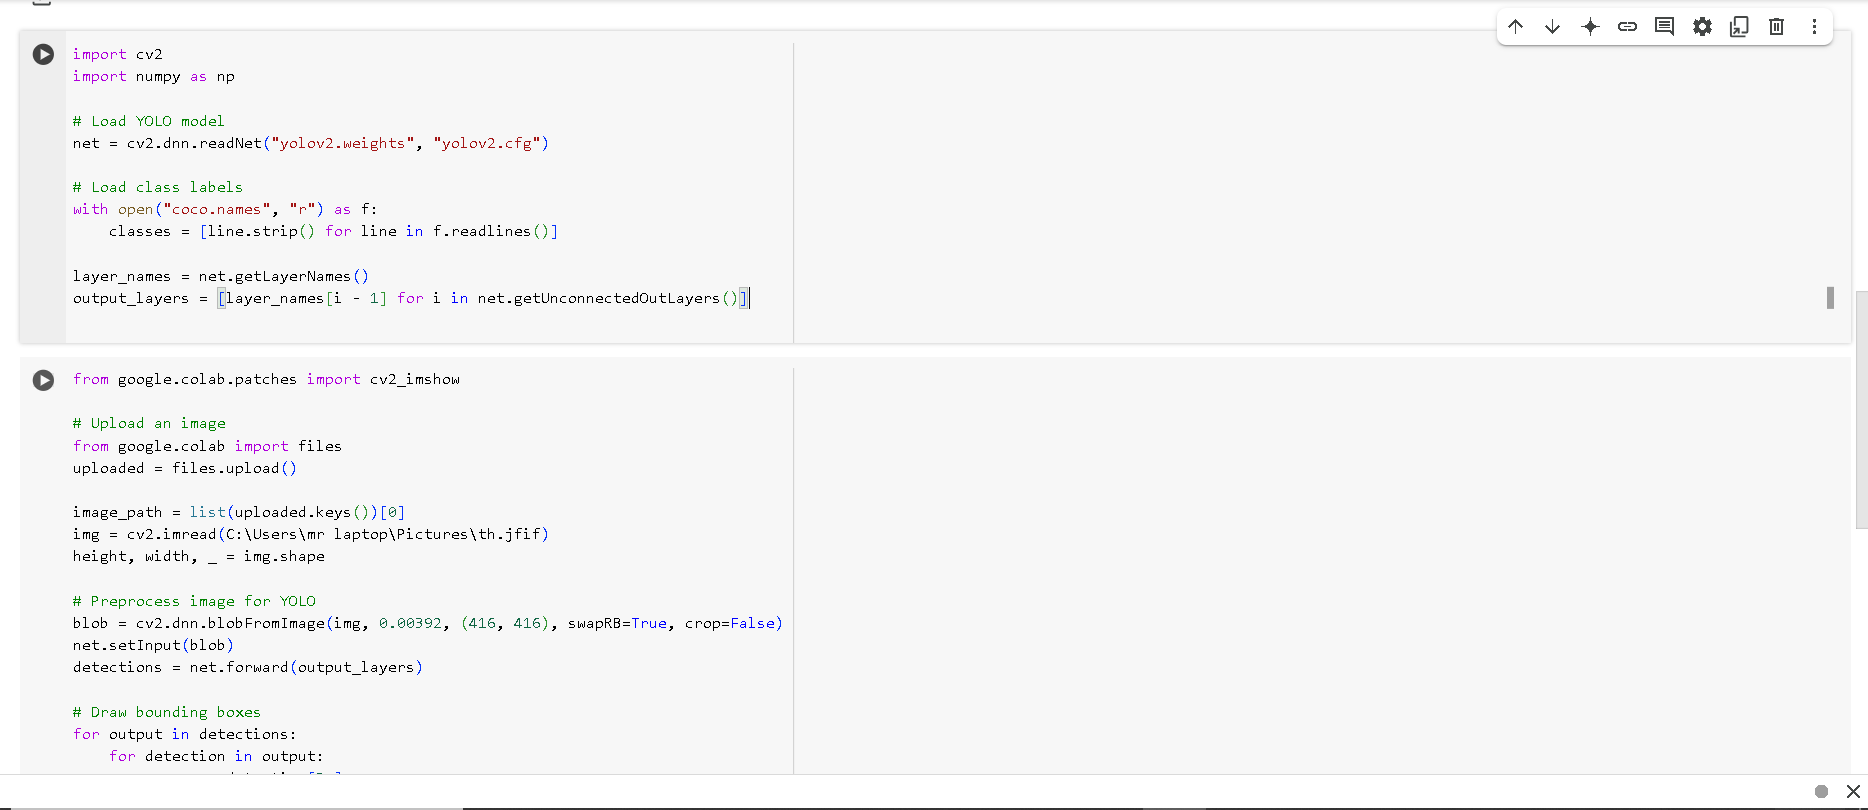 import cv2
import numpy as np
# Load YOLO model
net = cv2.dnn.readNet("yolov2.weights", "yolov2.cfg")
# Load class labels
with open("coco.names", "r") as f:
    classes = [line.strip() for line in f.readlines()]
layer_names = net.getLayerNames()
output_layers = [layer_names[i - 1] for i in net.getUnconnectedOutLayers()]
from google.colab.patches import cv2_imshow
# Upload an image
from google.colab import files
uploaded = files.upload()
image_path = list(uploaded.keys())[0]
img = cv2.imread(C:\Users\mr laptop\Pictures\th.jfif)
height, width, _ = img.shape
# Preprocess image for YOLO
blob = cv2.dnn.blobFromImage(img, 0.00392, (416, 416), swapRB=True, crop=False)
net.setInput(blob)
detections = net.forward(output_layers)
# Draw bounding boxes
for output in detections:
    for detection in output: